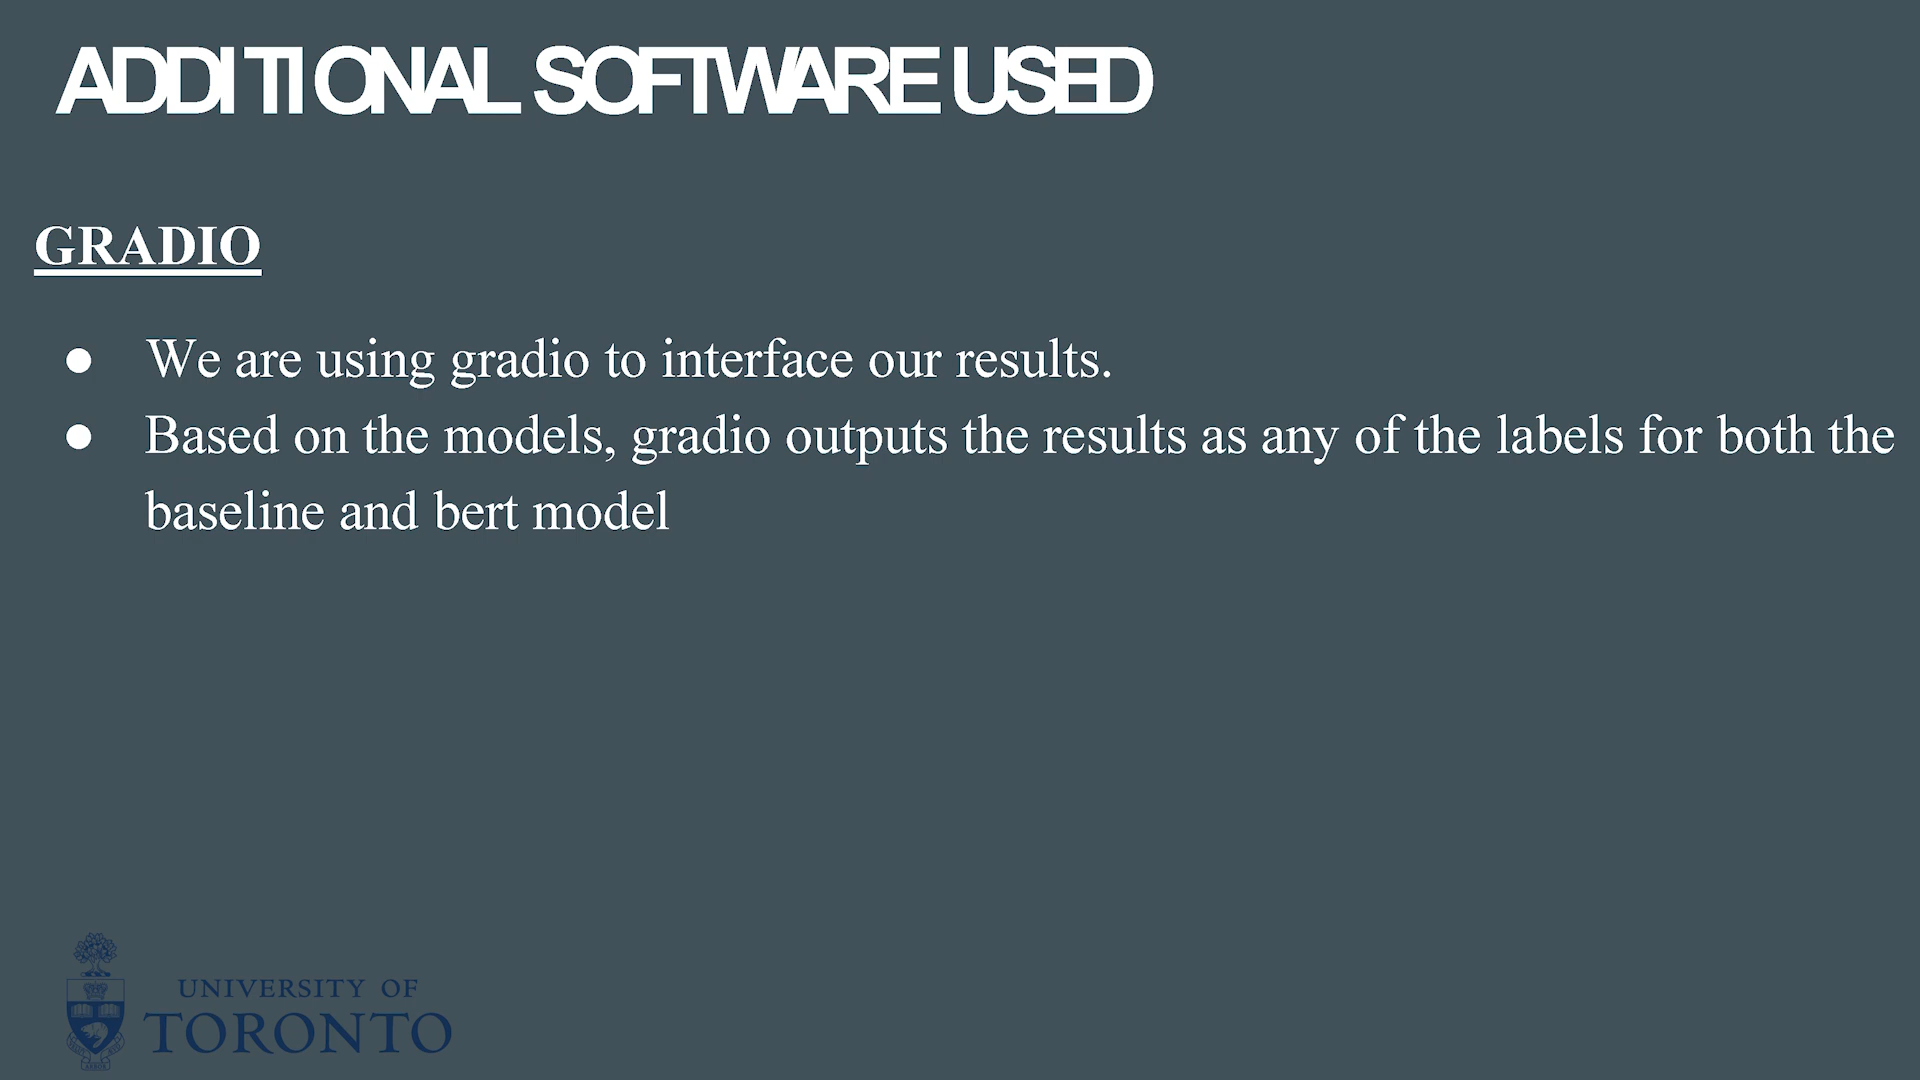 ADDITIONAL SOFTWARE USED
GRADIO
● We are using gradio to interface our results.
● Based on the models, gradio outputs the results as any of the labels for both the
baseline and bert model
UNIVERSITY OF
TORONTO